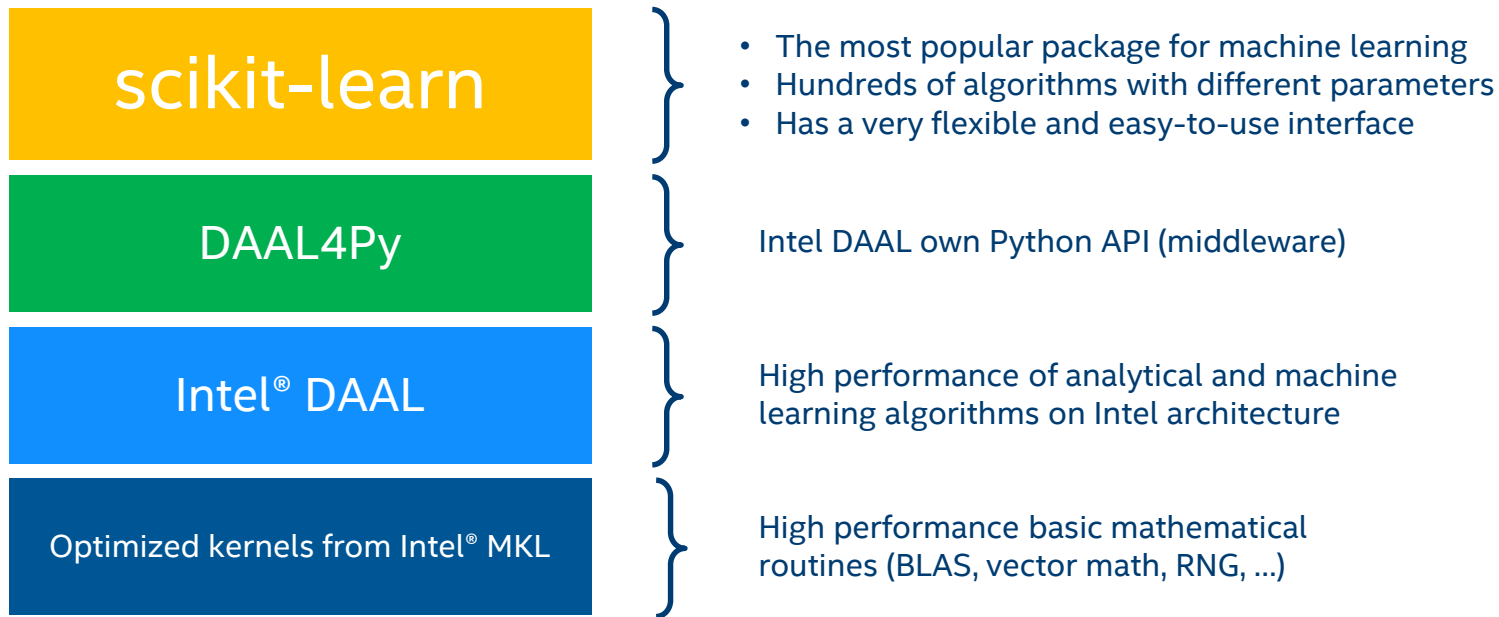 scikit-learn
• The most popular package for machine learning
• Hundreds of algorithms with different parameters
• Has a very flexible and easy-to-use interface
DAAL4Py
Intel DAAL own Python API (middleware)
Intel® DAAL
High performance of analytical and machine
learning algorithms on Intel architecture
Optimized kernels from Intel® MKL
High performance basic mathematical
routines (BLAS, vector math, RNG, ...)